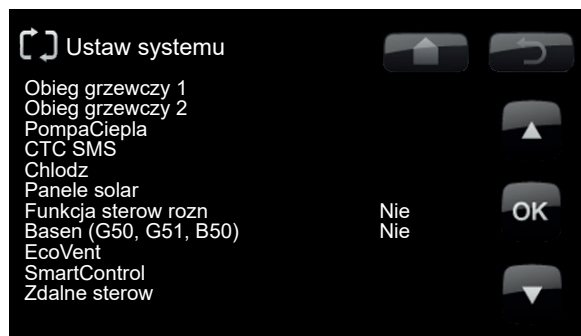 Ustaw systemu
Obieg grzewczy 1
Obieg grzewczy 2
PompaCiepla
CTC SMS
Chlodz
Panele solar
Funkcja sterow rozn Nie
Basen (G50, G51, B50) Nie
EcoVent
SmartControl
Zdalne sterow
OK